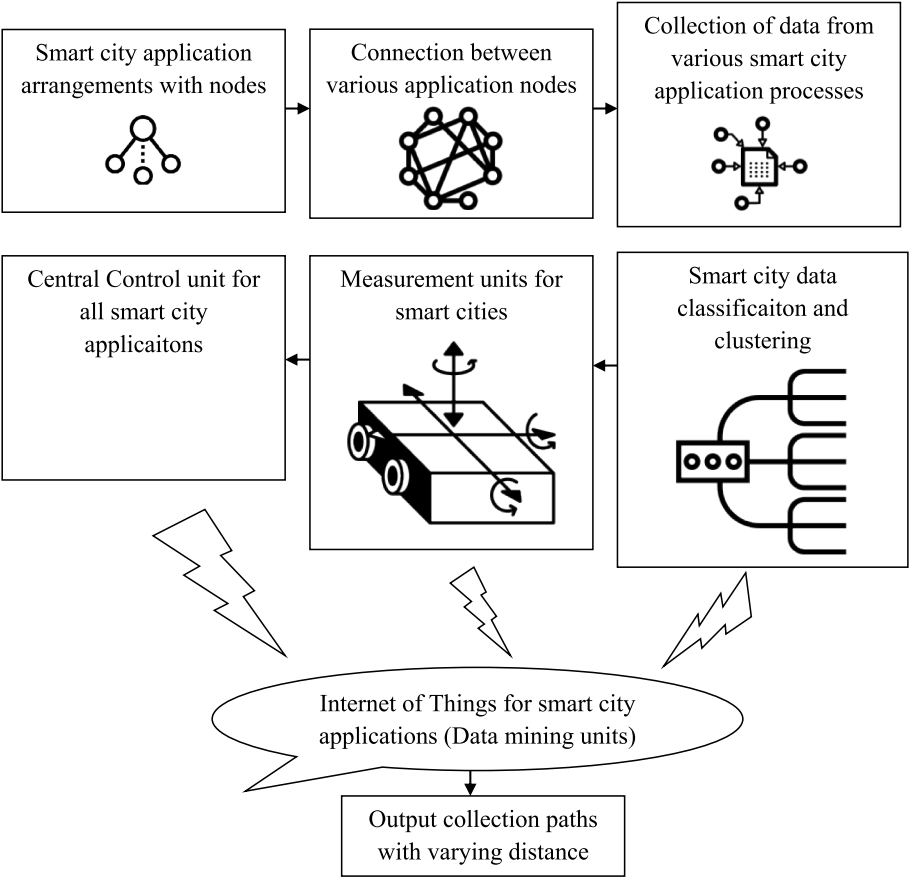 Smart city application
arrangements with nodes
Connection between
various application nodes
Collection of data from
various smart city
application processes
Central Control unit for
all smart city
applicaitons
Measurement units for
smart cities
Smart city data
classificaiton and
clustering
Internet of Things for smart city
applications (Data mining units)
Output collection paths
with varying distance